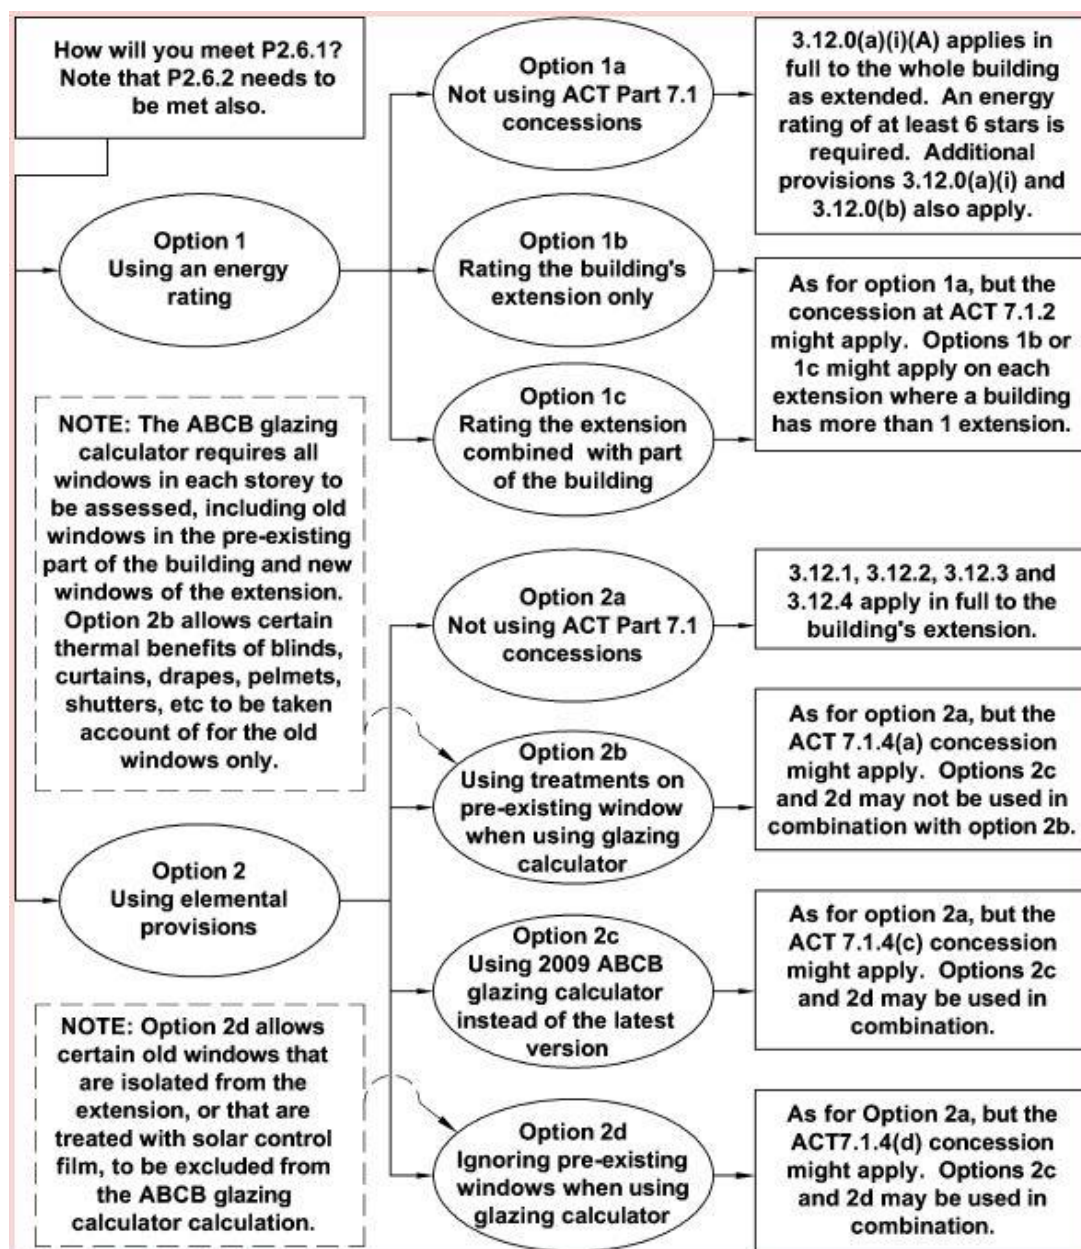 How will you meet P2.6.1?
Note that P2.6.2 needs to
be met also.
Option 1
Using an energy
rating
Option 1a
Not using ACT Part 7.1
concessions
3.12.0(a)(i)(A) applies in
full to the whole building
as extended. An energy
rating of at least 6 stars is
required. Additional
provisions 3.12.0(a)(i) and
3.12.0(b) also apply.
Option 1b
Rating the building's
extension only
Option 1c
Rating the extension
combined with part
of the building
As for option 1a, but the
concession at ACT 7.1.2
might apply. Options 1b or
1c might apply on each
extension where a building
has more than 1 extension.
NOTE: The ABCB glazing
calculator requires all
windows in each storey to
be assessed, including old
windows in the pre-existing
part of the building and new
windows of the extension.
Option 2b allows certain
thermal benefits of blinds,
curtains, drapes, pelmets,
shutters, etc to be taken
account of for the old
windows only.
Option 2
Using elemental
provisions
Option 2a
Not using ACT Part 7.1
concessions
3.12.1, 3.12.2, 3.12.3 and
3.12.4 apply in full to the
building's extension.
Option 2b
Using treatments on
pre-existing window
when using glazing
calculator
As for option 2a, but the
ACT 7.1.4(a) concession
might apply. Options 2c
and 2d may not be used in
combination with option 2b.
Option 2c
Using 2009 ABCB
glazing calculator
instead of the latest
version
As for option 2a, but the
ACT 7.1.4(c) concession
might apply. Options 2c
and 2d may be used in
combination.
NOTE: Option 2d allows
certain old windows that
are isolated from the
extension, or that are
treated with solar control
film, to be excluded from
the ABCB glazing
calculator calculation.
Option 2d
Ignoring pre-existing
windows when using
glazing calculator
As for Option 2a, but the
ACT7.1.4(d) concession
might apply. Options 2c
and 2d may be used in
combination.